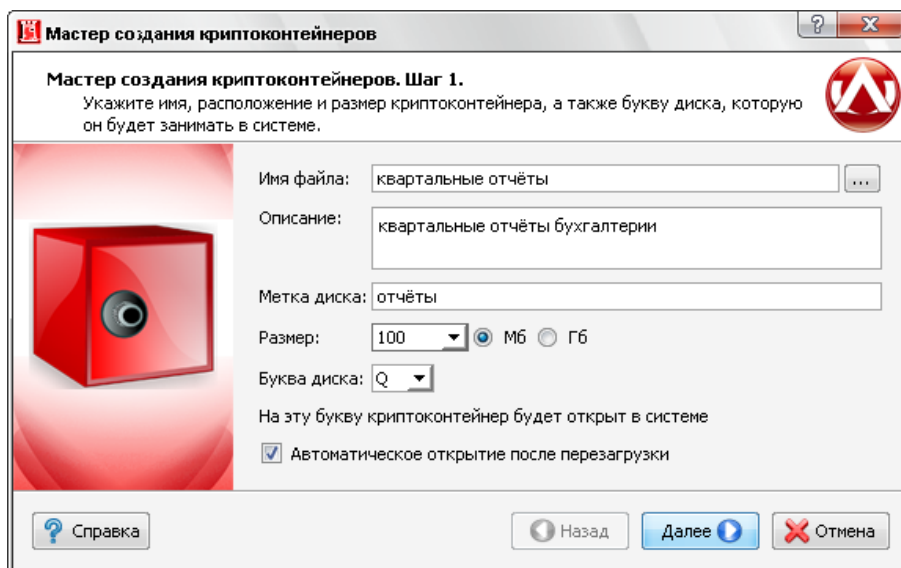 Мастер создания криптоконтейнеров
Мастер создания криптоконтейнеров. Шаг 1.
Укажите имя, расположение и размер криптоконтейнера, а также букву диска, которую
он будет занимать в системе.
Имя файла: квартальные отчёты ...
Описание: квартальные отчёты бухгалтерии
Метка диска: отчёты
Размер: 100 Мб Гб
Буква диска: Q
На эту букву криптоконтейнер будет открыт в системе
Автоматическое открытие после перезагрузки
Справка Назад Далее Отмена